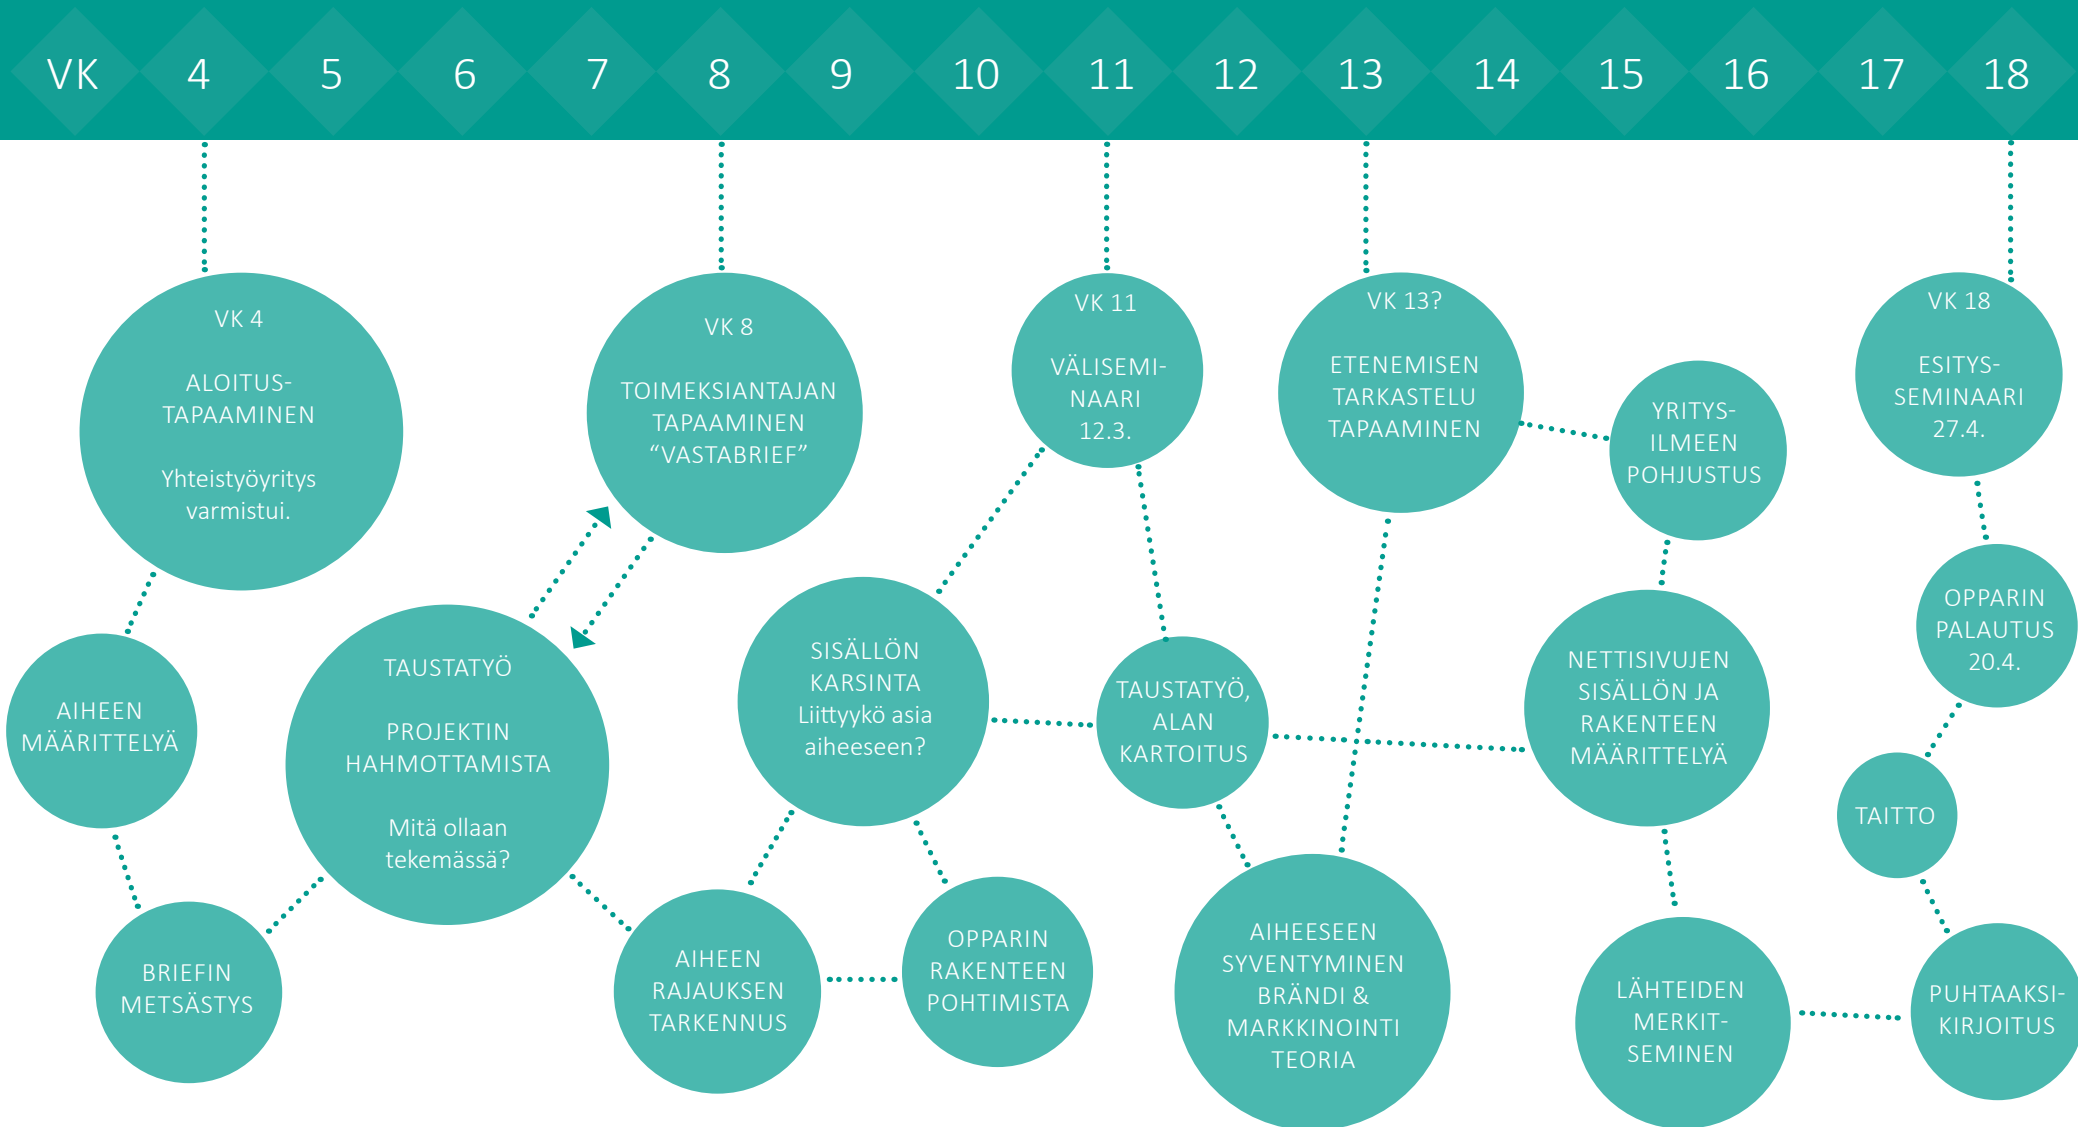 VK 4 5 6 7 8 9 10 11 12 13 14 15 16 17 18
VK 4
ALOITUS-
TAPAAMINEN
Yhteistyöyritys
varmistui.
AIHEEN
MÄÄRITTELYÄ
BRIEFIN
METSÄSTYS
TAUSTATYÖ
PROJEKTIN
HAHMOTTAMISTA
Mitä ollaan
tekemässä?
VK 8
TOIMEKSIANTAJAN
TAPAAMINEN
“VASTABRIEF”
AIHEEN
RAJAUKSEN
TARKENNUS
SISÄLLÖN
KARSINTA
Liittyykö asia
aiheeseen?
OPPARIN
RAKENTEEN
POHTIMISTA
VK 11
VÄLISEMI-
NAARI
12.3.
TAUSTATYÖ,
ALAN
KARTOITUS
AIHEESEEN
SYVENTYMINEN
BRÄNDI &
MARKKINOINTI
TEORIA
VK 13?
ETENEMISEN
TARKASTELU
TAPAAMINEN
YRITYS-
ILMEEN
POHJUSTUS
NETTISIVUJEN
SISÄLLÖN JA
RAKENTEEN
MÄÄRITTELYÄ
LÄHTEIDEN
MERKIT-
SEMINEN
PUHTAAKSI-
KIRJOITUS
TAITTO
OPPARIN
PALAUTUS
20.4.
VK 18
ESITYS-
SEMINAARI
27.4.